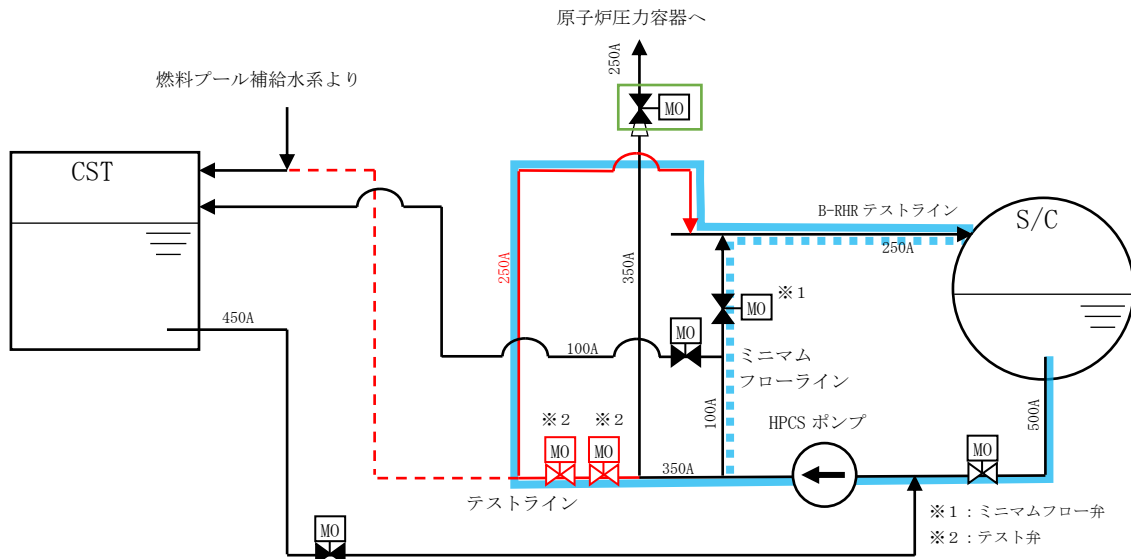 原子炉圧力容器へ
250A
燃料プール補給水系より
MO
CST
B-RHRテストライン
S/C
250A
250A
350A
※1
MO
450A
MO
100A
ミニマム
フローライン
100A
HPCS ポンプ
500A
※2
※2
MO
MO
MO
350A
テストライン
※1：ミニマムフロー弁
※2：テスト弁
MO